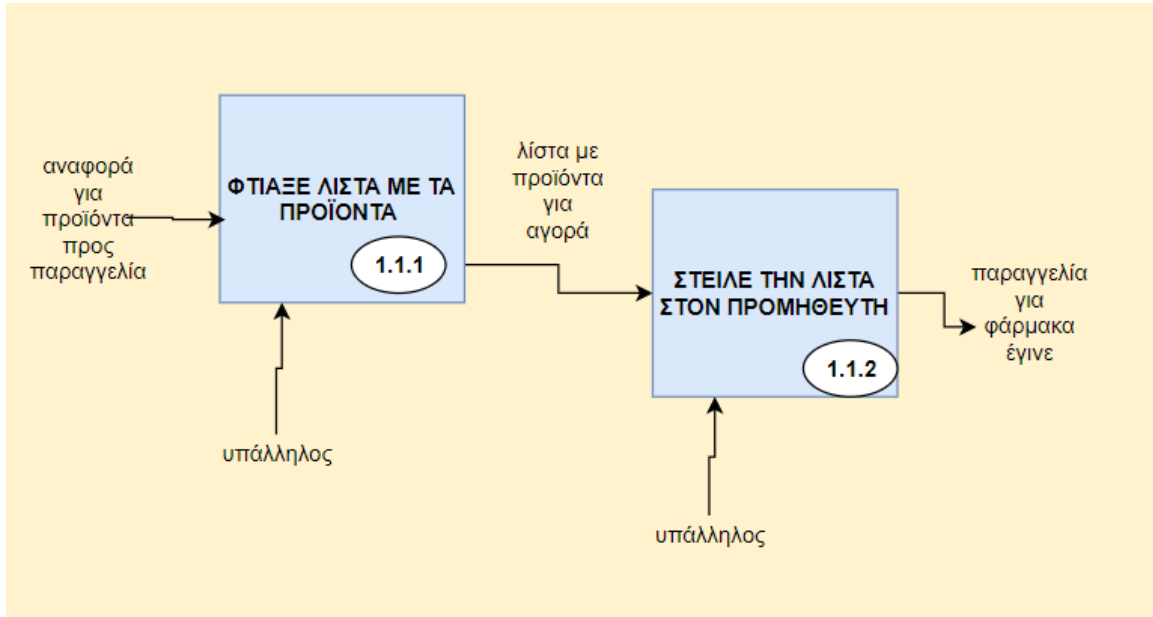 αναφορά
για
προϊόντα
προς
παραγγελία
ΦΤΙΑΞΕ ΛΙΣΤΑ ΜΕ ΤΑ
ΠΡΟΪΟΝΤΑ
1.1.1
υπάλληλος
λίστα με
προϊόντα
για
αγορά
ΣΤΕΙΛΕ ΤΗΝ ΛΙΣΤΑ
ΣΤΟΝ ΠΡΟΜΗΘΕΥΤΗ
1.1.2
υπάλληλος
παραγγελία
για
φάρμακα
έγινε